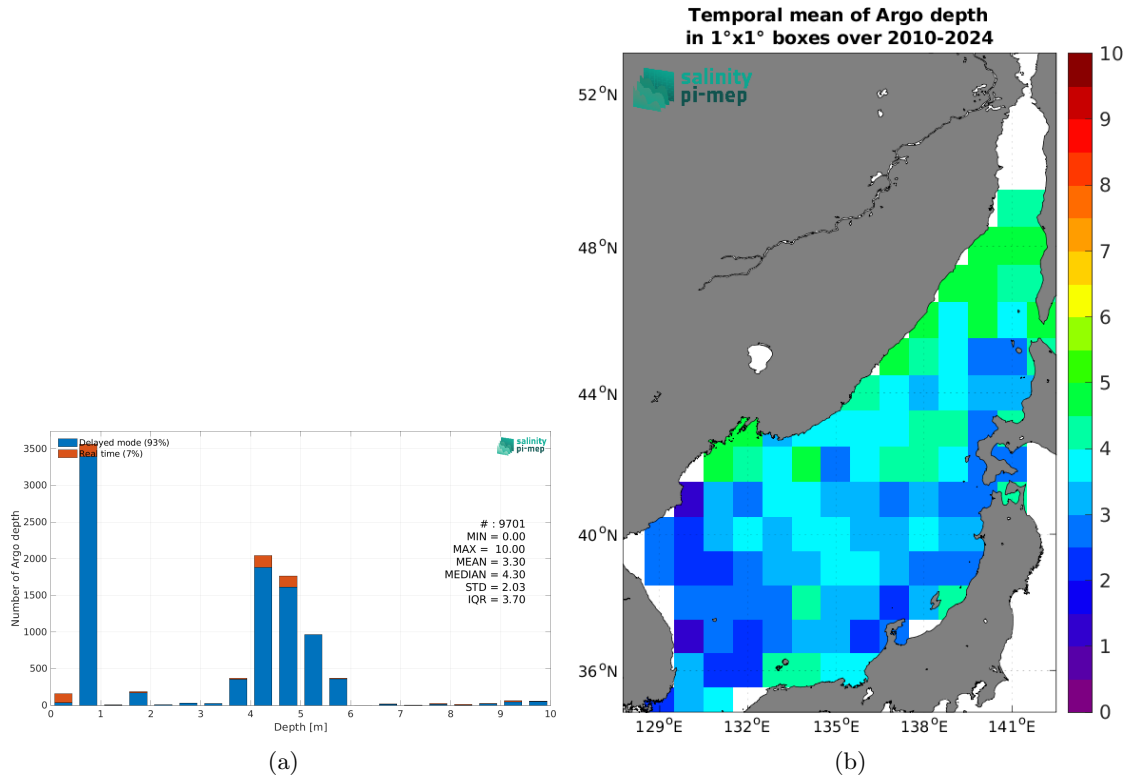 Delayed mode (93%)
Real time (7%)
salinity
pi-mep
# : 9701
MIN = 0.00
MAX = 10.00
MEAN = 3.30
MEDIAN = 4.30
STD = 2.03
IQR = 3.70
Number of Argo depth
3500
3000
2500
2000
1500
1000
500
0
0 1 2 3 4 5 6 7 8 9 10
Depth [m]
(a)
Temporal mean of Argo depth
in 1°x1° boxes over 2010-2024
salinity
pi-mep
52°N
48°N
44°N
40°N
36°N
129°E 132°E 135°E 138°E 141°E
10
9
8
7
6
5
4
3
2
1
0
(b)